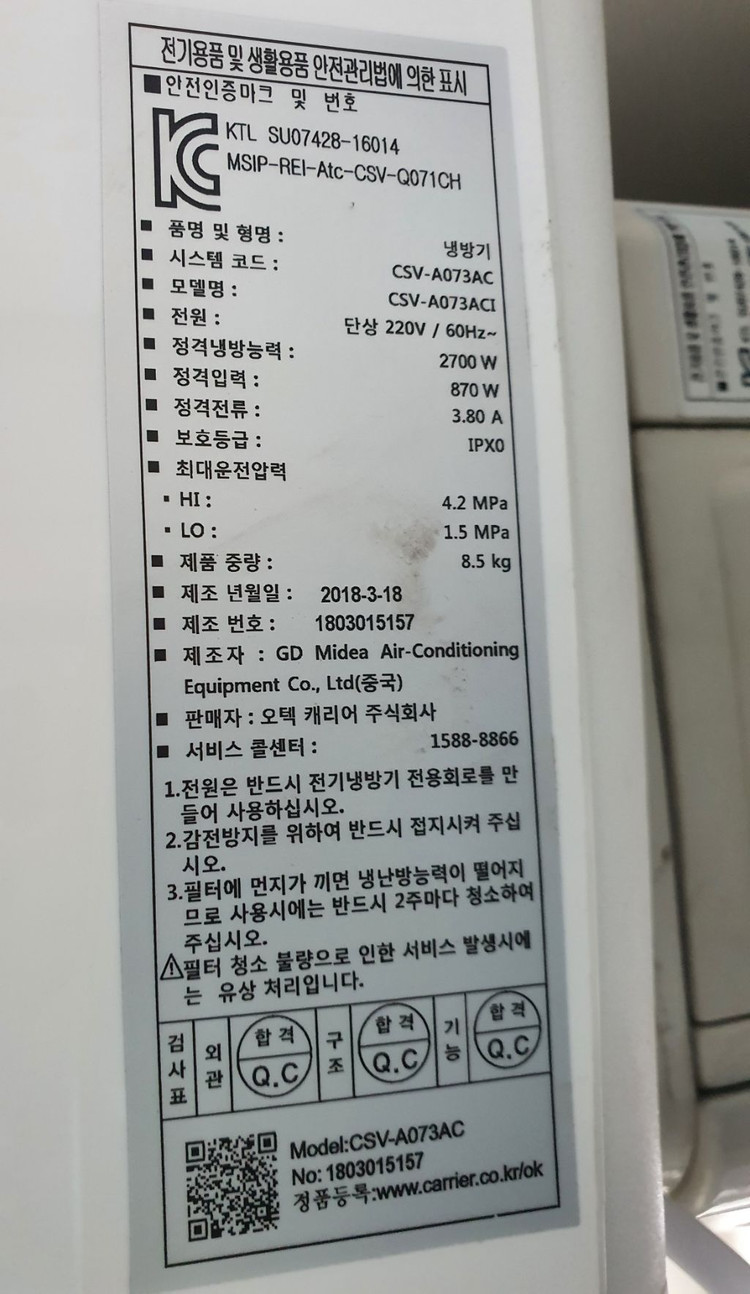 전기용품 및 생활용품 안전관리법에 의한 표시
■안전인증마크 및 번호
KTL SU07428-16014
MSIP-REI-Atc-CSV-Q071CH
■ 품명 및 형명 : 냉방기
■ 시스템 코드 : CSV-A073AC
■ 모델명 : CSV-A073ACI
■ 전원 : 단상 220V / 60Hz~
■ 정격냉방능력 : 2700 W
■ 정격입력 : 870 W
■ 정격전류 : 3.80 A
■ 보호등급 : IPX0
■ 최대운전압력
▪ HI : 4.2 MPa
▪ LO : 1.5 MPa
■ 제품 중량 : 8.5 kg
■ 제조 년월일 : 2018-3-18
■ 제조 번호 : 1803015157
■ 제조자 : GD Midea Air-Conditioning
Equipment Co., Ltd(중국)
■ 판매자 : 오텍 캐리어 주식회사
■ 서비스 콜센터 : 1588-8866
1.전원은 반드시 전기냉방기 전용회로를 만
들어 사용하십시오.
2.감전방지를 위하여 반드시 접지시켜 주십
시오.
3.필터에 먼지가 끼면 냉난방능력이 떨어지
므로 사용시에는 반드시 2주마다 청소하여
주십시오.
⚠필터 청소 불량으로 인한 서비스 발생시에
는 유상 처리입니다.
검사표 외관 합격 Q.C 구조 합격 Q.C 기능 합격 Q.C
Model:CSV-A073AC
No: 1803015157
정품등록:www.carrier.co.kr/ok